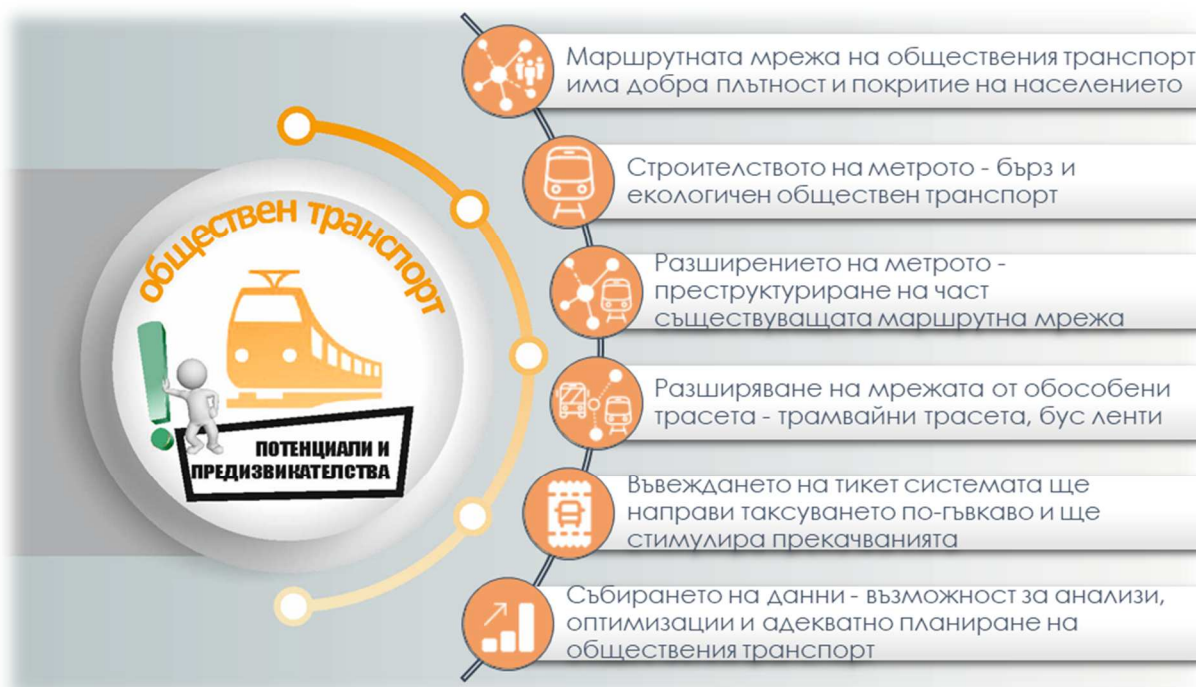 обществен транспорт
ПОТЕНЦИАЛИ И
ПРЕДИЗВИКАТЕЛСТВА
Маршрутната мрежа на обществения транспорт
има добра плътност и покритие на населението
Строителството на метрото - бърз и
екологичен обществен транспорт
Разширението на метрото -
преструктуриране на част
съществуващата маршрутна мрежа
Разширяване на мрежата от обособени
трасета - трамвайни трасета, бус ленти
Въвеждането на тикет системата ще
направи таксуването по-гъвкаво и ще
стимулира прекачванията
Събирането на данни - възможност за анализи,
оптимизации и адекватно планиране на
обществения транспорт